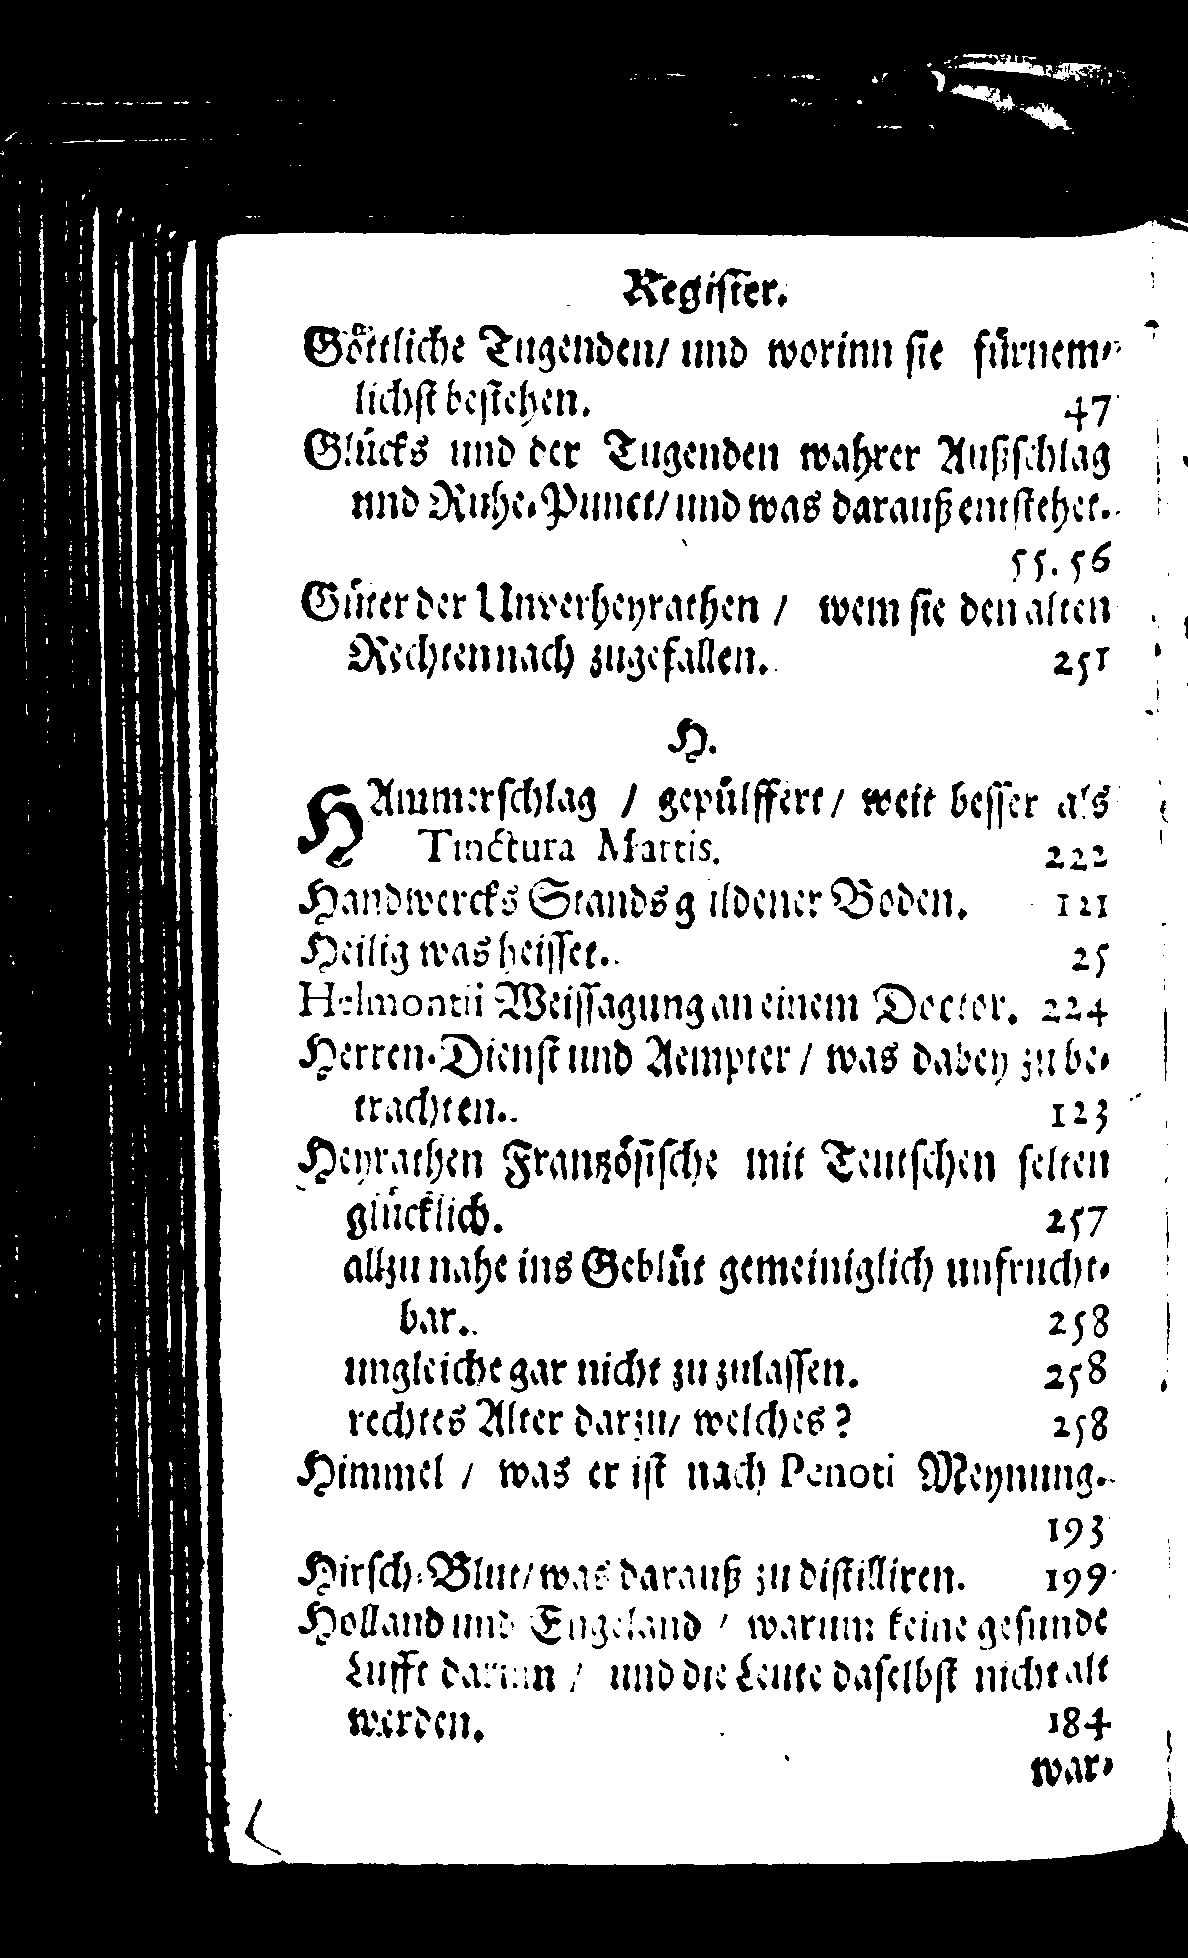 Register.
Göttliche Tugenden/ und worinn sie fürnem-
lichst bestehen. 47
Glücks und der Tugenden wahrer Außschlag
und Ruhe-Punct/ und was darauß entstehet.
55. 56
Güter der Unverheyrathen / wem sie den alten
Rechten nach zugefallen. 251
H.
HAmmerschlag / gepülffert/ weit besser als
Tinctura Martis. 222
Handwercks Stands güldener Boden. 121
Heilig was heisset. 25
Helmontii Weissagung an einem Doctor. 224
Herren-Dienst und Aempter / was dabey zu be-
trachten. 123
Heyrathen Frantzösische mit Teutschen selten
glücklich. 257
allzu nahe ins Geblüt gemeiniglich unfrucht-
bar. 258
ungleiche gar nicht zu zulassen. 258
rechtes Alter darzu/ welches? 258
Himmel / was er ist nach Penoti Meynung.
193
Hirsch-Blut/ was darauß zu distilliren. 199
Holland und Engeland / warum keine gesunde
Lufft darinn / und die Leute daselbst nicht alt
werden. 184
war-